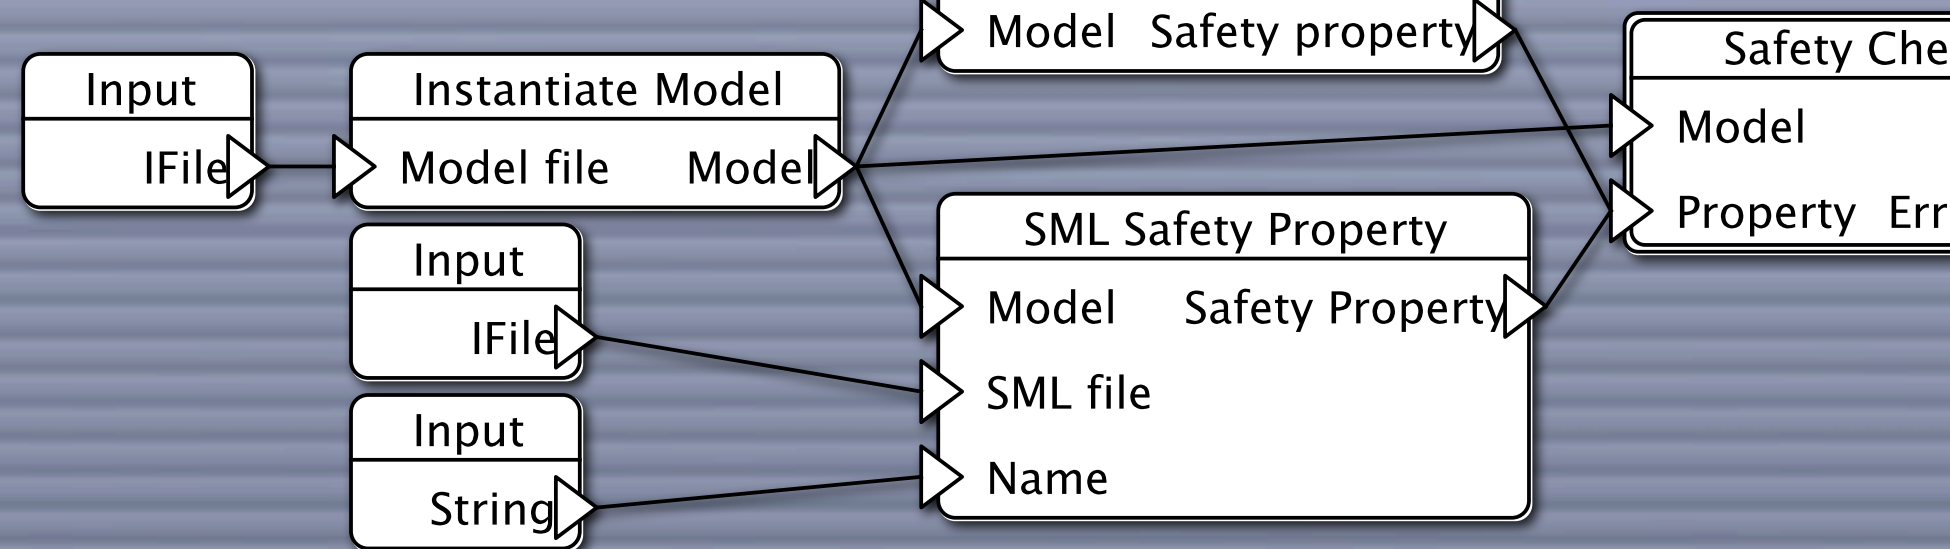 Model Safety property
Safety Che
Input
Instantiate Model
Model
IFile
Model file Model
Property Err
Input
SML Safety Property
IFile
Model Safety Property
SML file
Input
Name
String